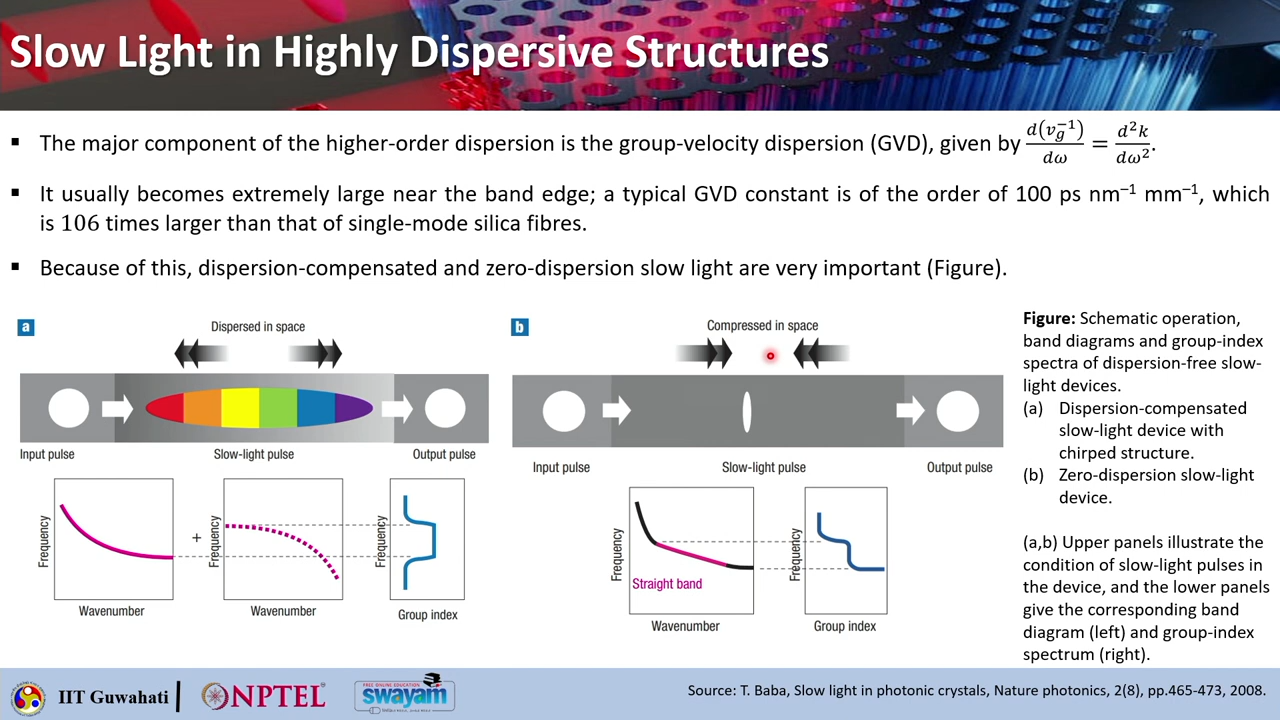 Slow Light in Highly Dispersive Structures
▪ The major component of the higher-order dispersion is the group-velocity dispersion (GVD), given by d(v_g^−1)/dω = d²k/dω².
▪ It usually becomes extremely large near the band edge; a typical GVD constant is of the order of 100 ps nm⁻¹ mm⁻¹, which
is 106 times larger than that of single-mode silica fibres.
▪ Because of this, dispersion-compensated and zero-dispersion slow light are very important (Figure).
a
Dispersed in space
Input pulse
Slow-light pulse
Output pulse
Frequency
Wavenumber
+
Frequency
Wavenumber
Frequency
Group index
b
Compressed in space
Input pulse
Slow-light pulse
Output pulse
Frequency
Straight band
Wavenumber
Frequency
Group index
Figure: Schematic operation,
band diagrams and group-index
spectra of dispersion-free slow-
light devices.
(a) Dispersion-compensated
slow-light device with
chirped structure.
(b) Zero-dispersion slow-light
device.
(a,b) Upper panels illustrate the
condition of slow-light pulses in
the device, and the lower panels
give the corresponding band
diagram (left) and group-index
spectrum (right).
IIT Guwahati
NPTEL
FREE ONLINE EDUCATION
swayam
Source: T. Baba, Slow light in photonic crystals, Nature photonics, 2(8), pp.465-473, 2008.